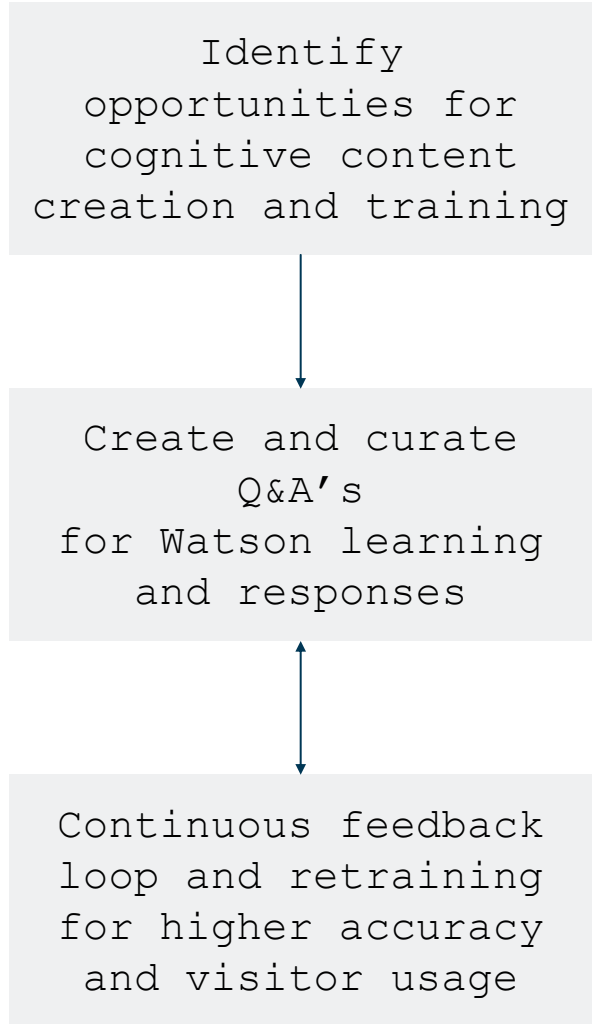 Identify
opportunities for
cognitive content
creation and training
Create and curate
Q&A’s
for Watson learning
and responses
Continuous feedback
loop and retraining
for higher accuracy
and visitor usage